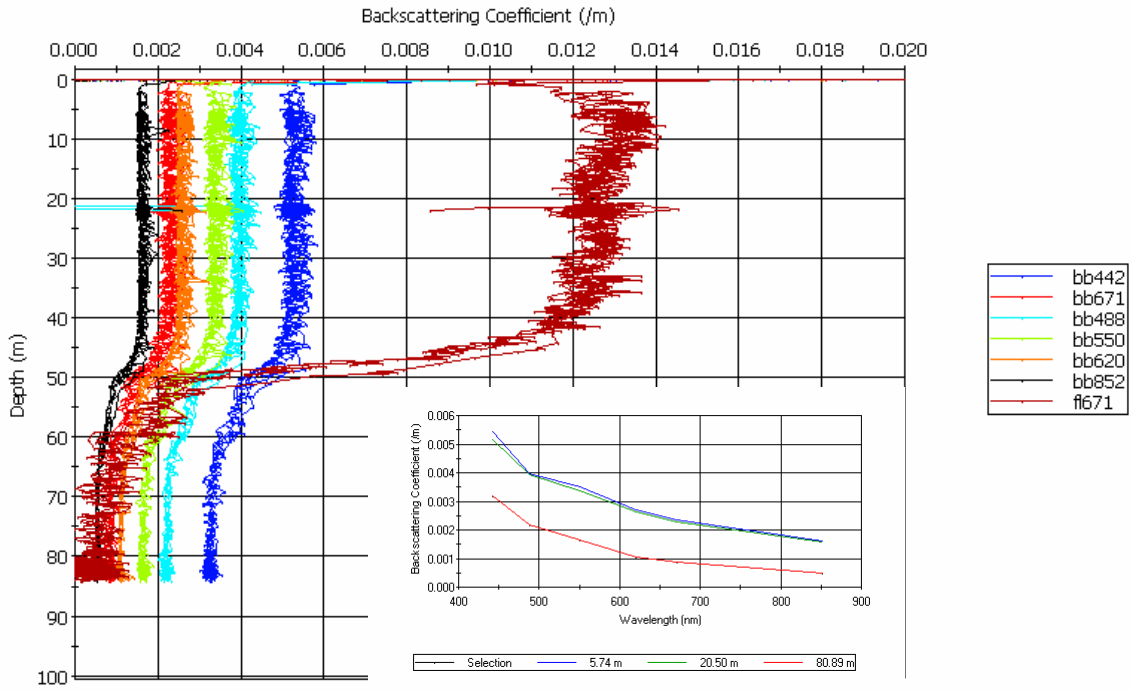 Backscattering Coefficient (/m)
0.000 0.002 0.004 0.006 0.008 0.010 0.012 0.014 0.016 0.018 0.020
0
10
20
30
40
50
60
70
80
90
100
Depth (m)
bb442
bb671
bb488
bb550
bb620
bb852
fl671
0.006
0.005
0.004
0.003
0.002
0.001
0.000
Backscattering Coefficient (/m)
400 500 600 700 800 900
Wavelength (nm)
Selection 5.74 m 20.50 m 80.89 m